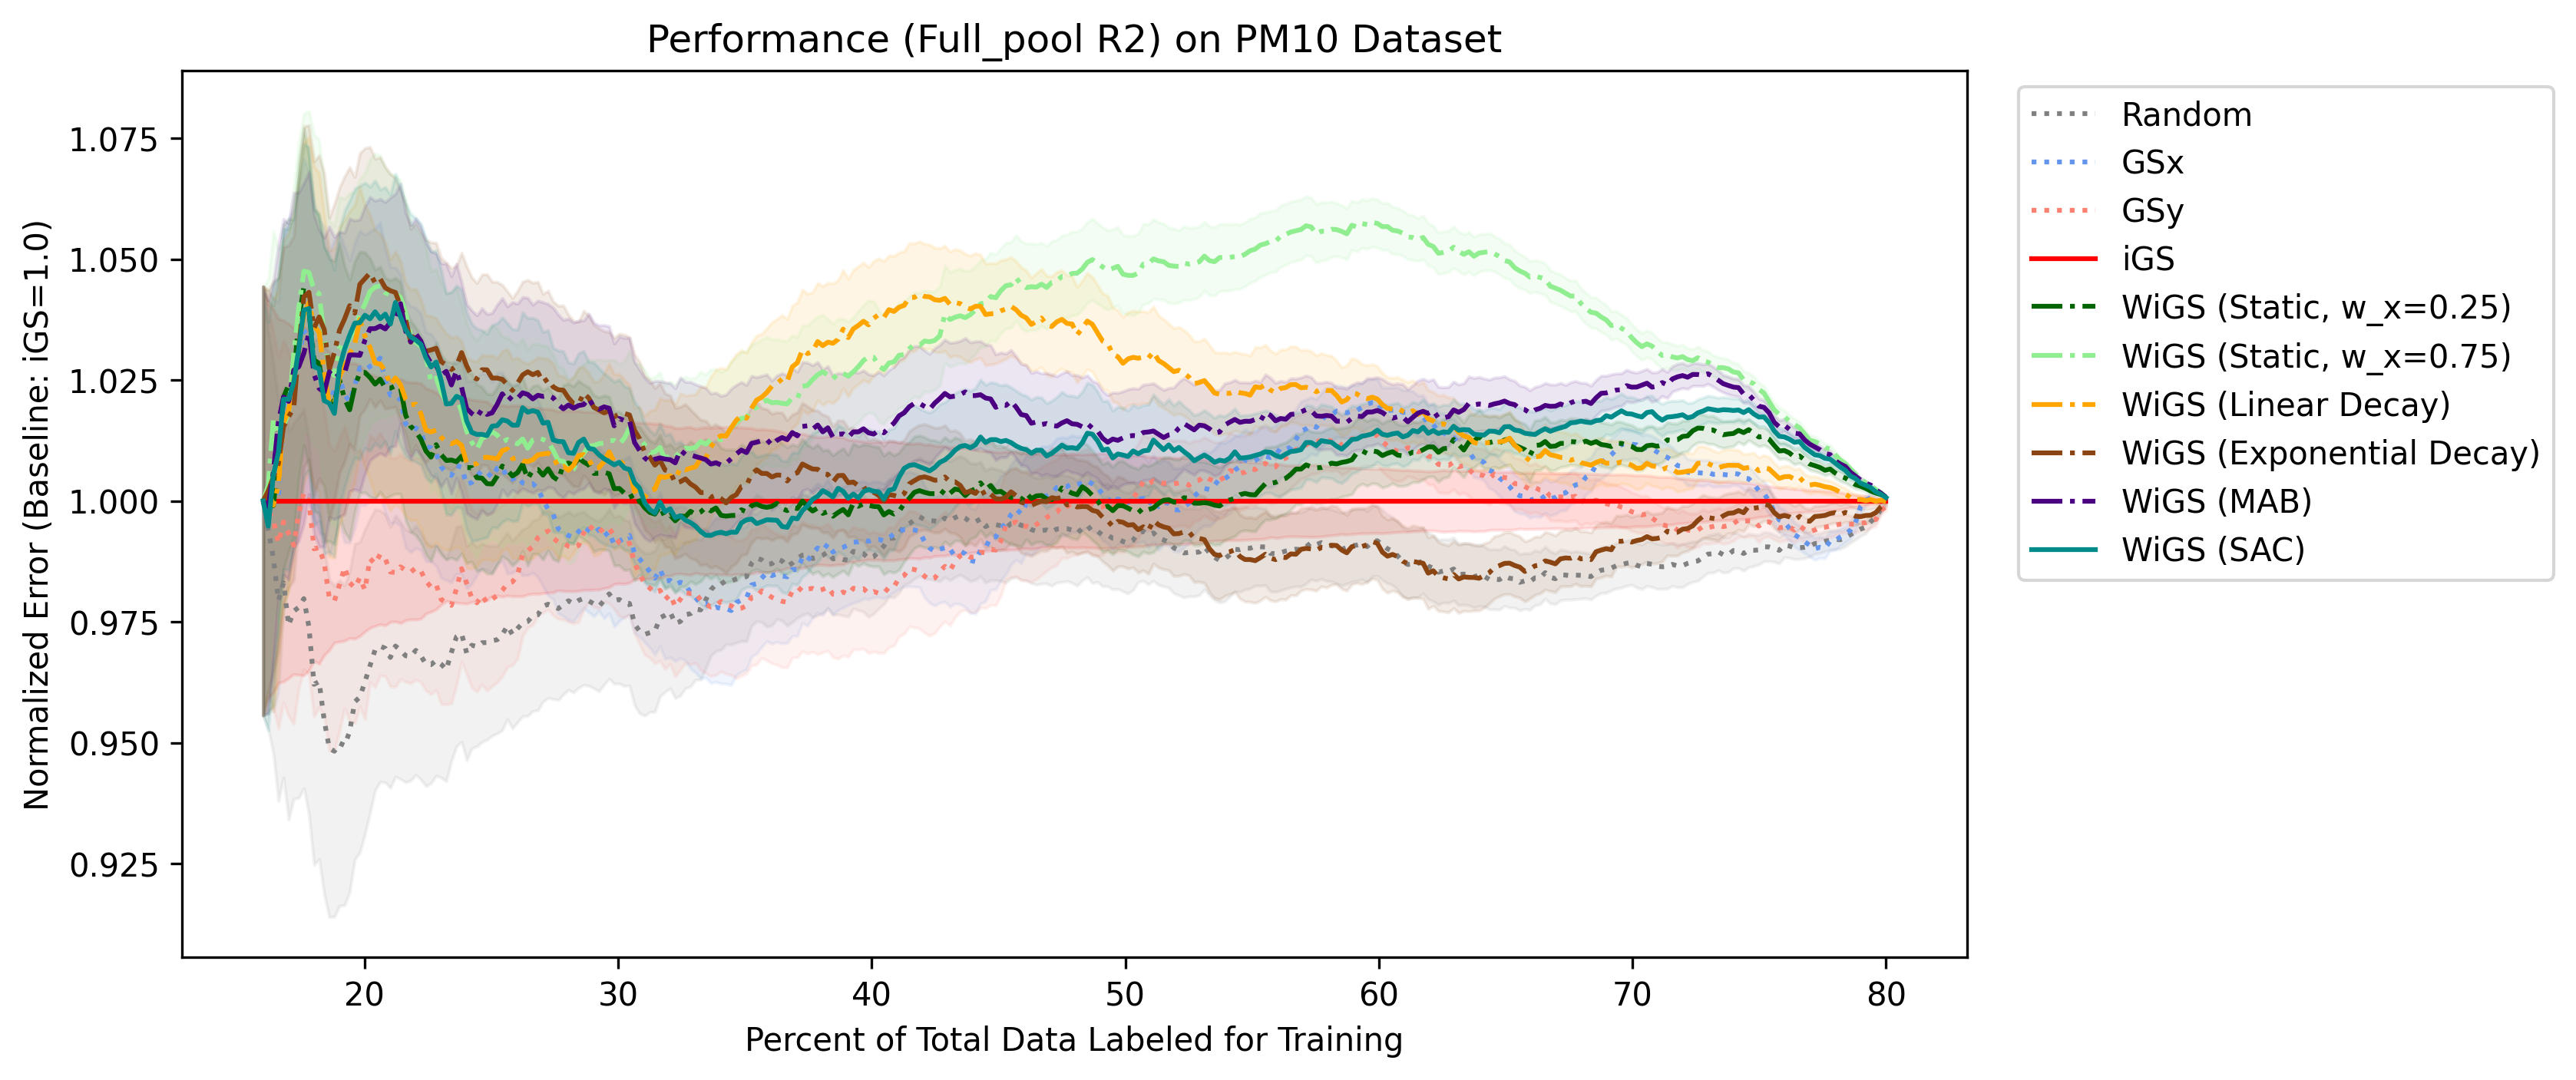 Performance (Full_pool R2) on PM10 Dataset
Normalized Error (Baseline: iGS=1.0)
1.075
1.050
1.025
1.000
0.975
0.950
0.925
20 30 40 50 60 70 80
Percent of Total Data Labeled for Training
Random
GSx
GSy
iGS
WiGS (Static, w_x=0.25)
WiGS (Static, w_x=0.75)
WiGS (Linear Decay)
WiGS (Exponential Decay)
WiGS (MAB)
WiGS (SAC)